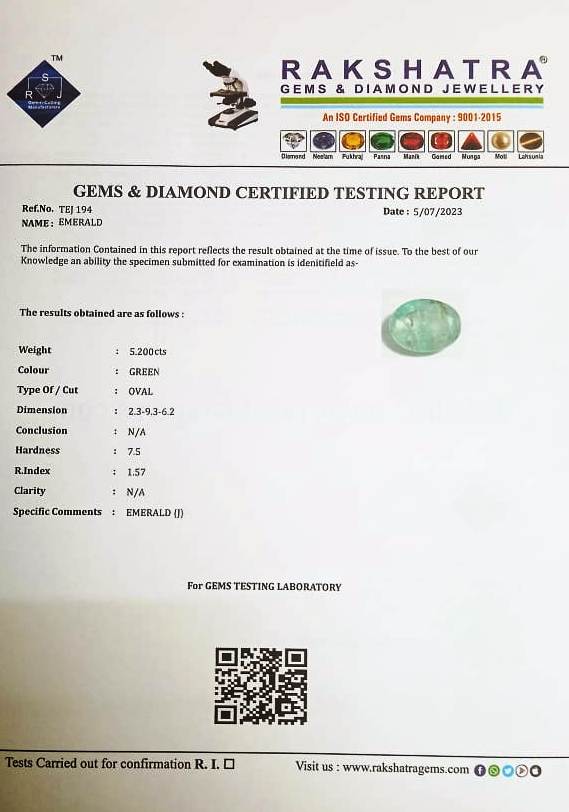 TM
S
R J
Gems Cutting
Manufacturers
RAKSHATRA®
GEMS & DIAMOND JEWELLERY
An ISO Certified Gems Company : 9001-2015
Diamond Neelam Pukhraj Panna Manik Gomed Munga Moti Lahsunia
GEMS & DIAMOND CERTIFIED TESTING REPORT
Ref.No. TEJ 194
Date : 5/07/2023
NAME : EMERALD
The information Contained in this report reflects the result obtained at the time of issue. To the best of our
Knowledge an ability the specimen submitted for examination is idenitifield as-
The results obtained are as follows :
Weight : 5.200cts
Colour : GREEN
Type Of / Cut : OVAL
Dimension : 2.3-9.3-6.2
Conclusion : N/A
Hardness : 7.5
R.Index : 1.57
Clarity : N/A
Specific Comments : EMERALD (J)
For GEMS TESTING LABORATORY
Tests Carried out for confirmation R. I. ☐
Visit us : www.rakshatragems.com